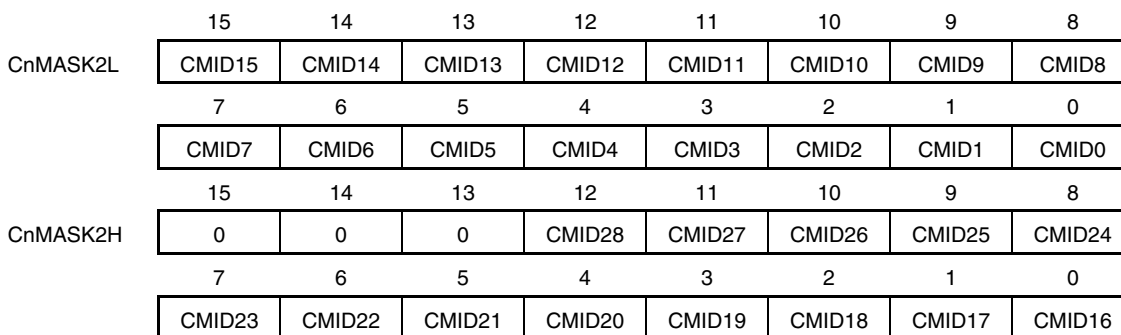 15 14 13 12 11 10 9 8
CnMASK2L CMID15 CMID14 CMID13 CMID12 CMID11 CMID10 CMID9 CMID8
7 6 5 4 3 2 1 0
CMID7 CMID6 CMID5 CMID4 CMID3 CMID2 CMID1 CMID0
15 14 13 12 11 10 9 8
CnMASK2H 0 0 0 CMID28 CMID27 CMID26 CMID25 CMID24
7 6 5 4 3 2 1 0
CMID23 CMID22 CMID21 CMID20 CMID19 CMID18 CMID17 CMID16